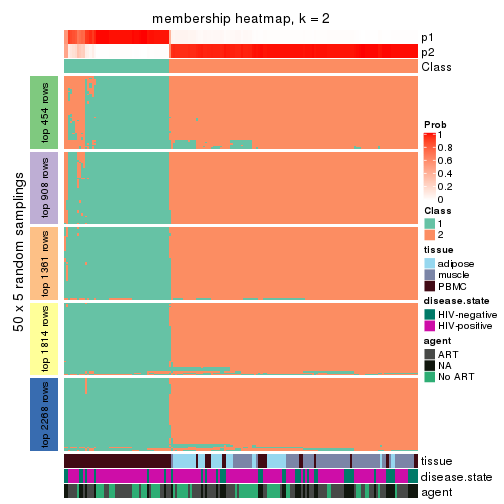 membership heatmap, k = 2
p1
p2
Class
50 x 5 random samplings
top 454 rows
top 908 rows
top 1361 rows
top 1814 rows
top 2268 rows
Prob
1
0.8
0.6
0.4
0.2
0
Class
1
2
tissue
adipose
muscle
PBMC
disease.state
HIV-negative
HIV-positive
agent
ART
NA
No ART
tissue
disease.state
agent